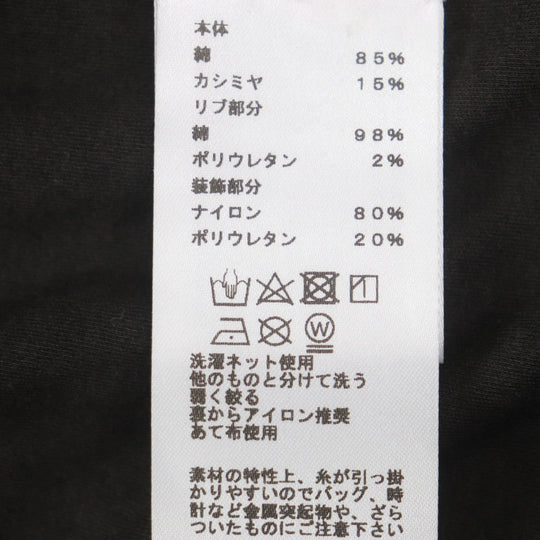 本体
綿 85%
カシミヤ 15%
リブ部分
綿 98%
ポリウレタン 2%
装飾部分
ナイロン 80%
ポリウレタン 20%
W
洗濯ネット使用
他のものと分けて洗う
弱く絞る
裏からアイロン推奨
あて布使用
素材の特性上、糸が引っ掛
かりやすいのでバッグ、時
計など金属突起物や、ざら
ついたものにご注意下さい